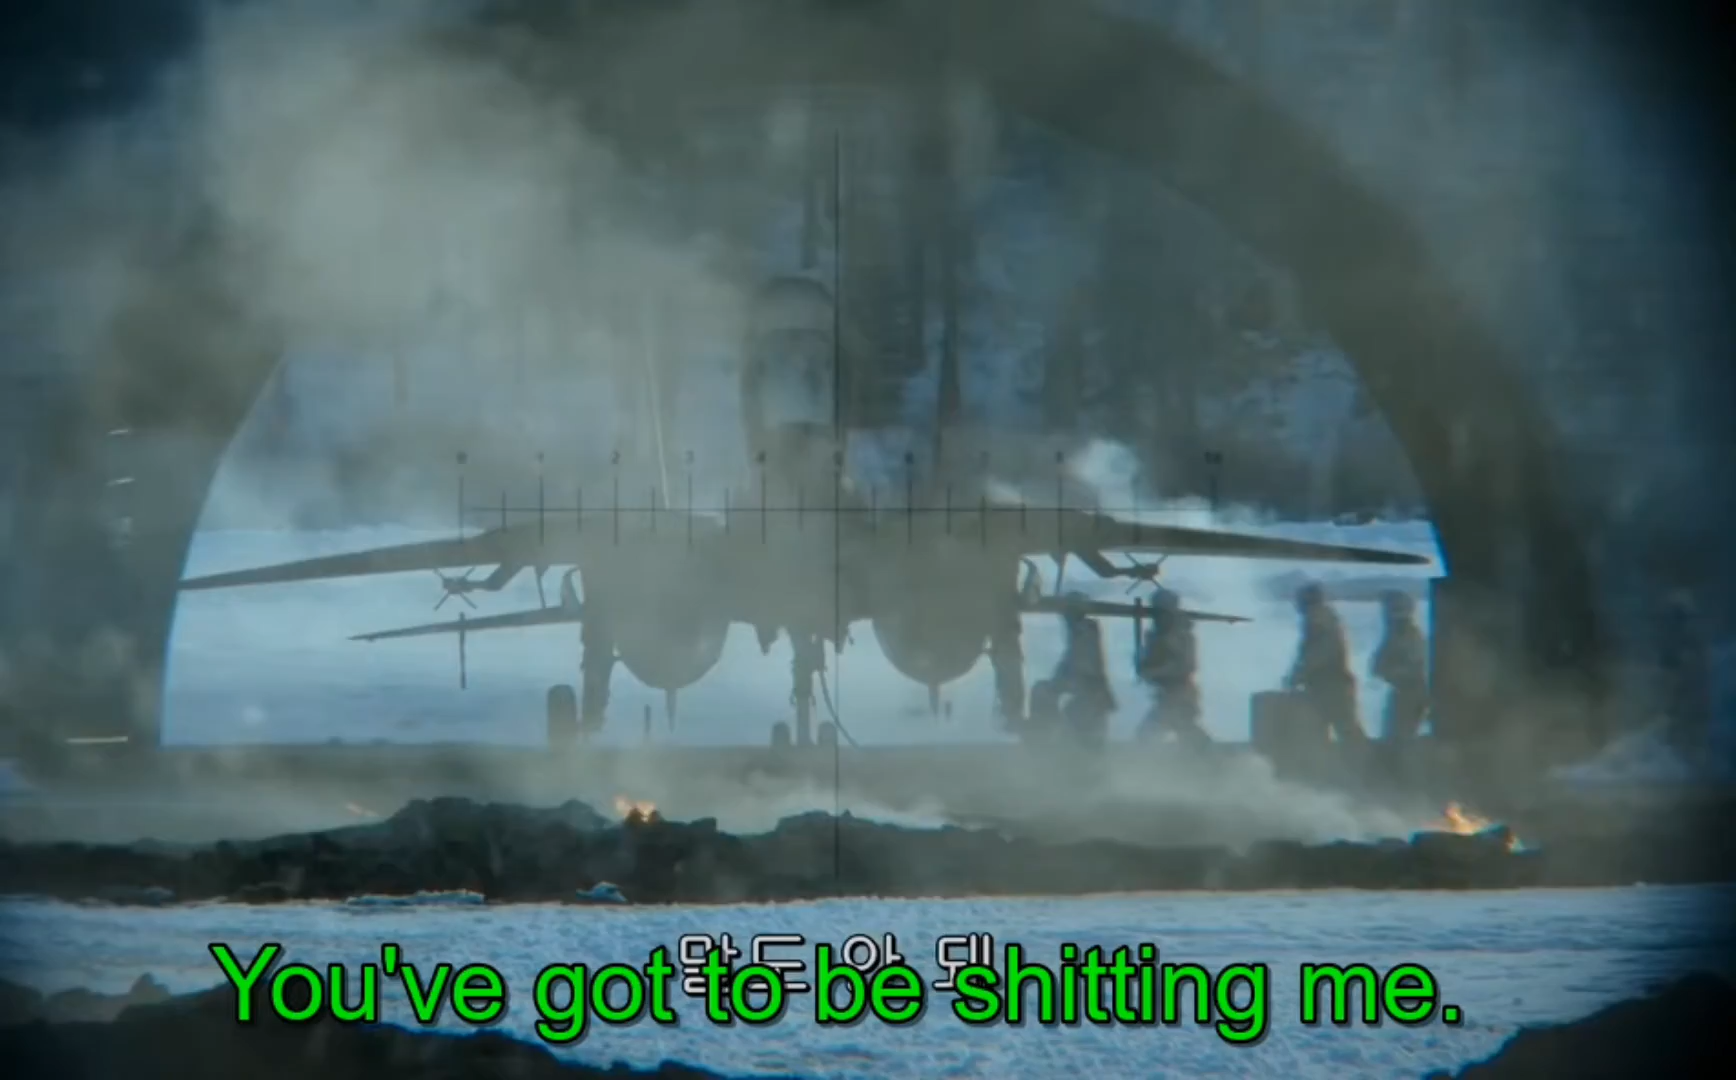 말도 안 돼
You've got to be shitting me.